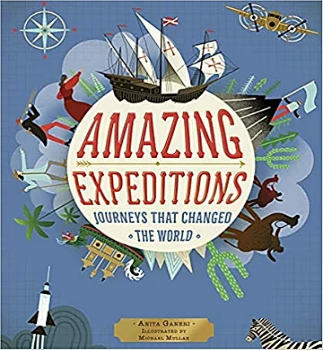 AMAZING
EXPEDITIONS
JOURNEYS THAT CHANGED
THE WORLD
ANITA GANERI
ILLUSTRATED BY
MICHAEL MULLAN